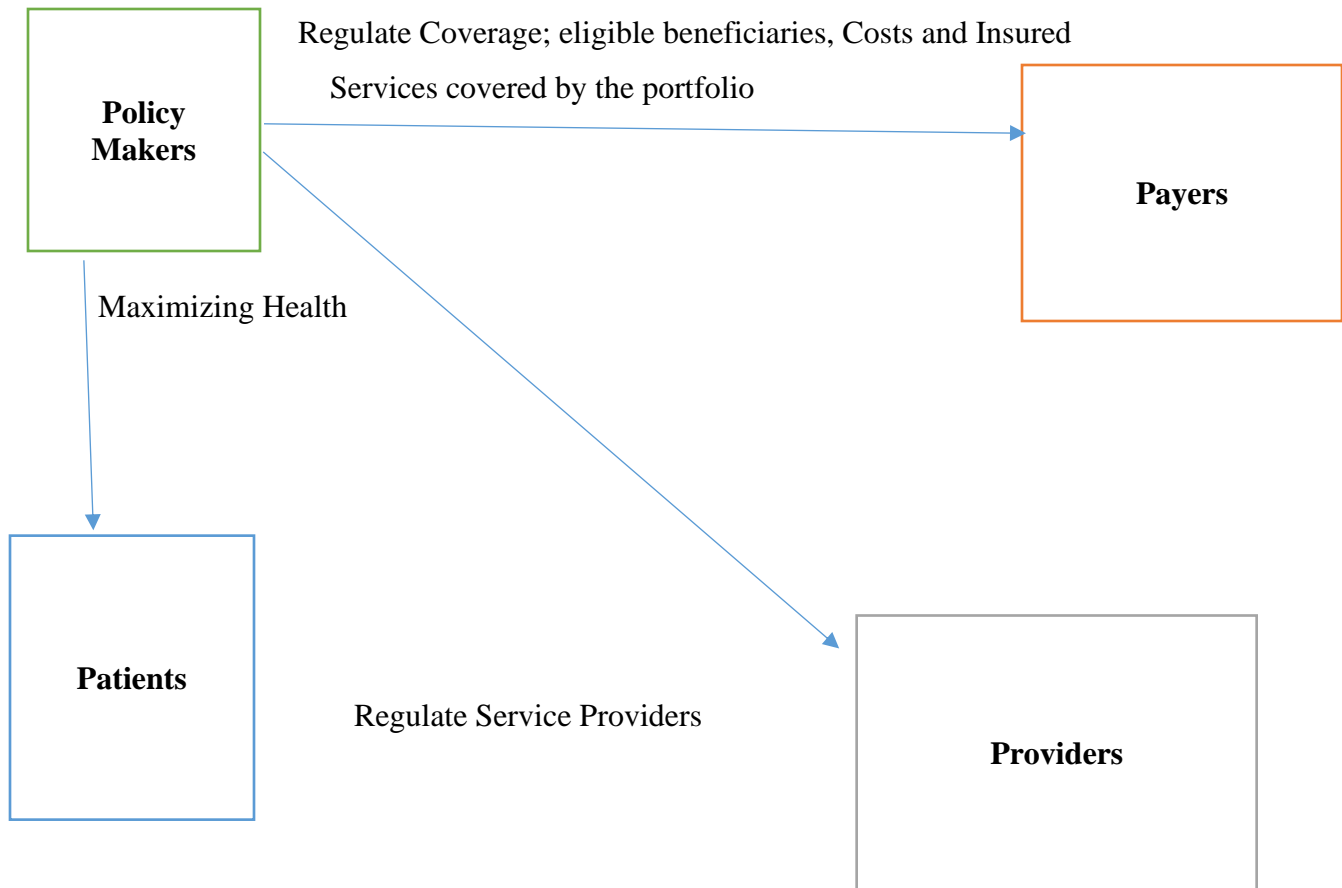 Regulate Coverage; eligible beneficiaries, Costs and Insured
Services covered by the portfolio
Policy
Makers
Payers
Maximizing Health
Patients
Regulate Service Providers
Providers